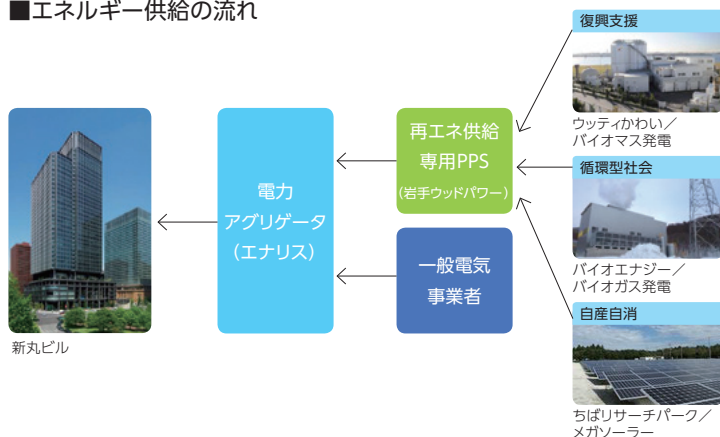 ■エネルギー供給の流れ
復興支援
ウッディかわい／
バイオマス発電
循環型社会
バイオエナジー／
バイオガス発電
自産自消
ちばリサーチパーク／
メガソーラー
再エネ供給
専用PPS
(岩手ウッドパワー)
一般電気
事業者
電力
アグリゲータ
(エナリス)
新丸ビル